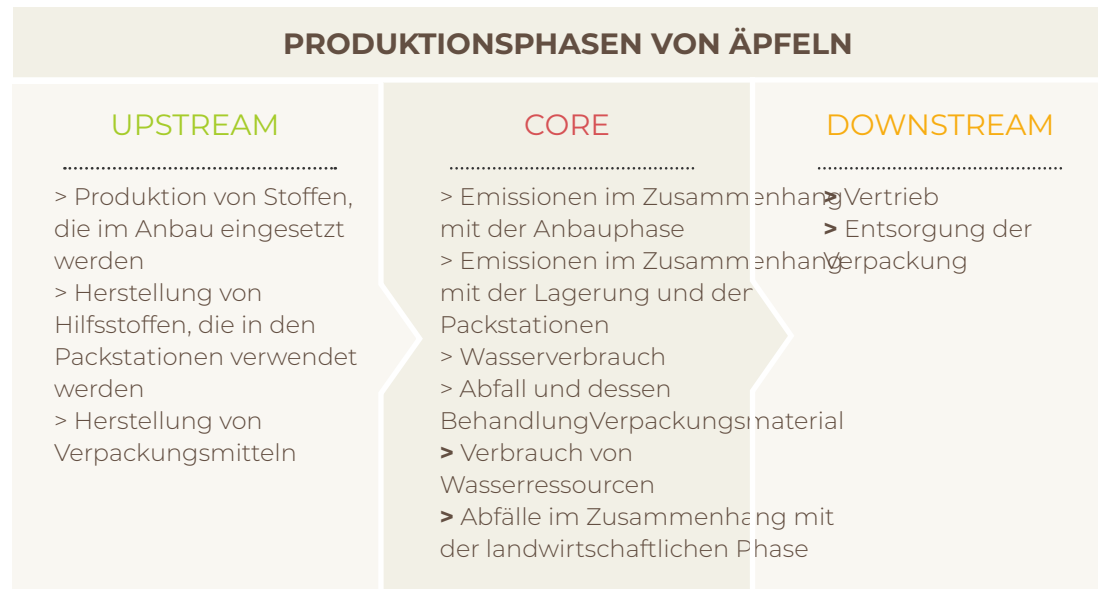 PRODUKTIONSPHASEN VON ÄPFELN
UPSTREAM
> Produktion von Stoffen,
die im Anbau eingesetzt
werden
> Herstellung von
Hilfsstoffen, die in den
Packstationen verwendet
werden
> Herstellung von
Verpackungsmitteln
CORE
> Emissionen im Zusammenhang
mit der Anbauphase
> Emissionen im Zusammenhang
mit der Lagerung und den
Packstationen
> Wasserverbrauch
> Abfall und dessen
BehandlungVerpackungsmaterial
> Verbrauch von
Wasserressourcen
> Abfälle im Zusammenhang mit
der landwirtschaftlichen Phase
DOWNSTREAM
> Vertrieb
> Entsorgung der
Verpackung